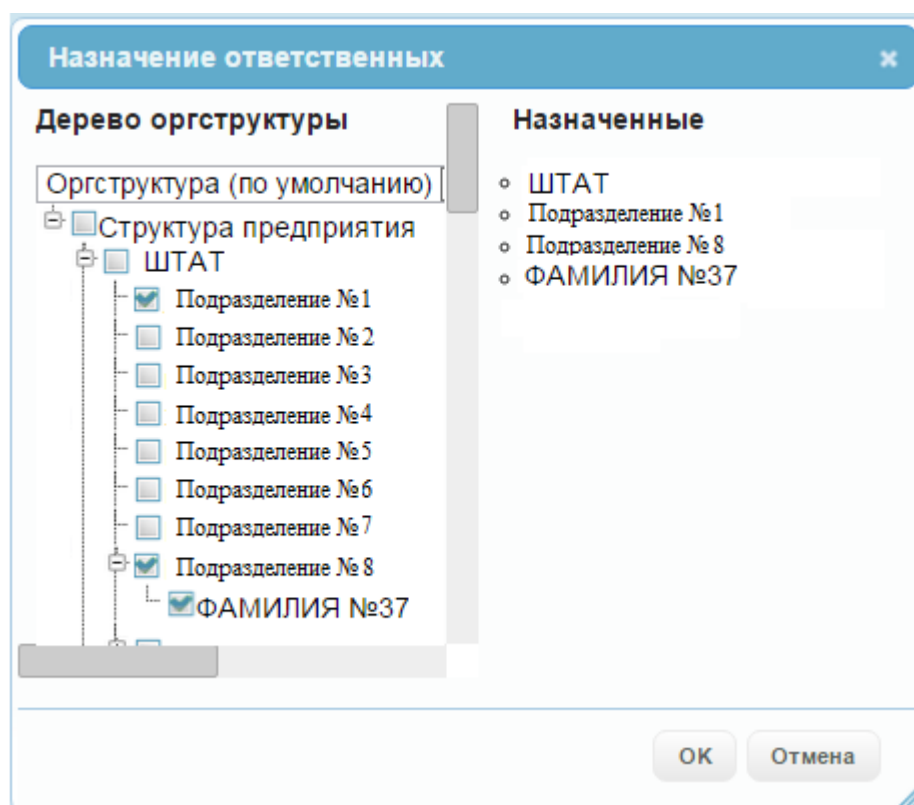 Назначение ответственных
Дерево оргструктуры
Оргструктура (по умолчанию)
Структура предприятия
ШТАТ
Подразделение №1
Подразделение №2
Подразделение №3
Подразделение №4
Подразделение №5
Подразделение №6
Подразделение №7
Подразделение №8
ФАМИЛИЯ №37
Назначенные
ШТАТ
Подразделение №1
Подразделение №8
ФАМИЛИЯ №37
OK
Отмена